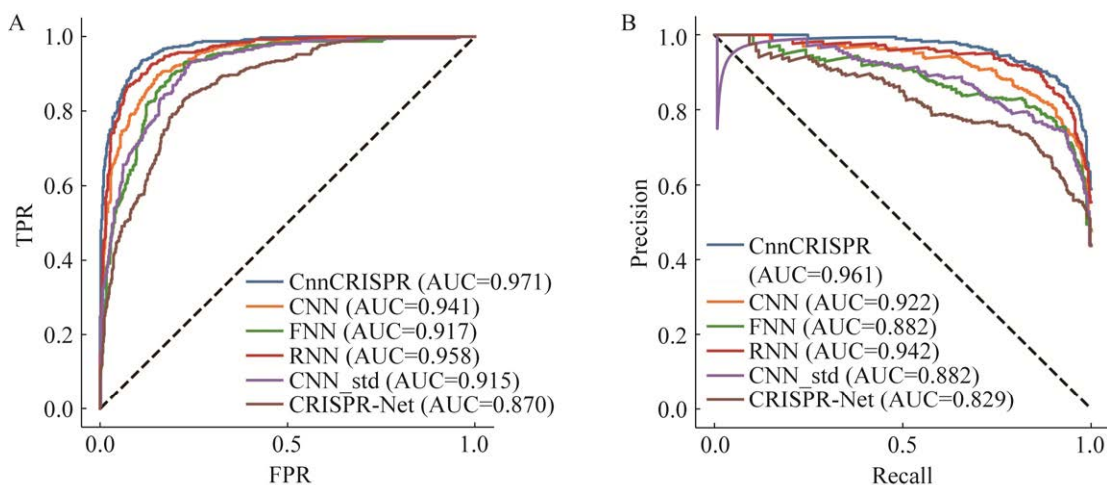 A
1.0
0.8
0.6
0.4
0.2
0.0
TPR
0.0
0.5
1.0
FPR
CnnCRISPR (AUC=0.971)
CNN (AUC=0.941)
FNN (AUC=0.917)
RNN (AUC=0.958)
CNN_std (AUC=0.915)
CRISPR-Net (AUC=0.870)
B
1.0
0.8
0.6
0.4
0.2
0.0
Precision
0.0
0.5
1.0
Recall
CnnCRISPR
(AUC=0.961)
CNN (AUC=0.922)
FNN (AUC=0.882)
RNN (AUC=0.942)
CNN_std (AUC=0.882)
CRISPR-Net (AUC=0.829)